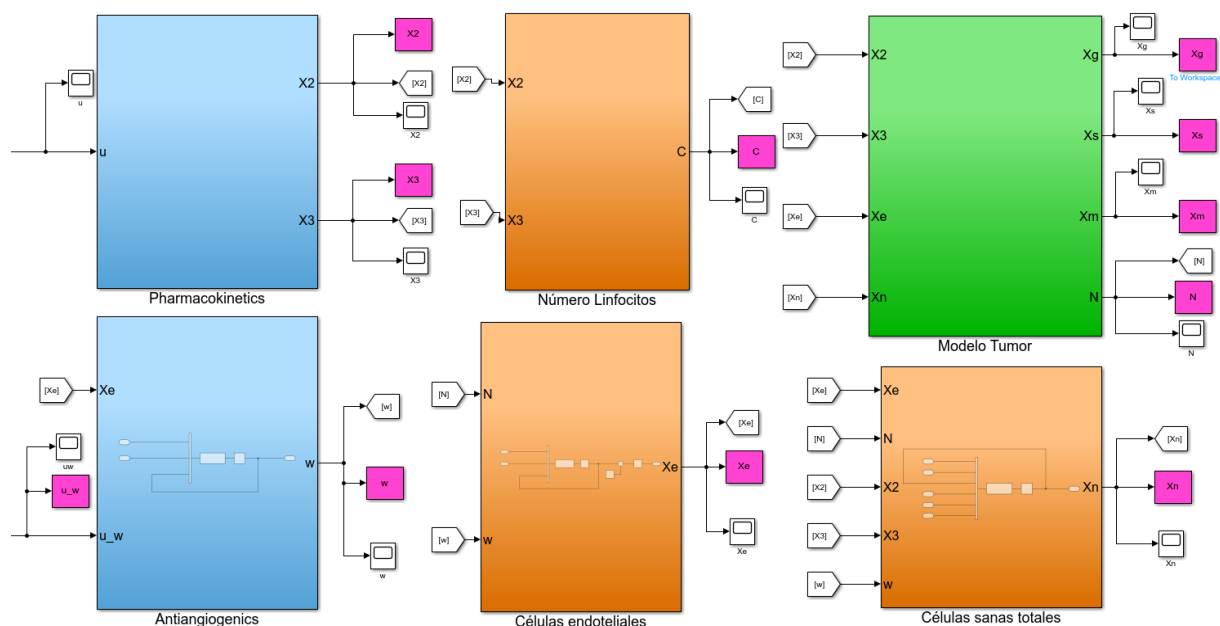 u
u
X2
X3
X2
[X2]
X2
X3
[X3]
X3
Pharmacokinetics
[X2]
[X3]
X2
X3
C
[C]
C
C
Número Linfocitos
[X2]
[X3]
[Xe]
[Xn]
X2
X3
Xe
Xn
Xg
Xs
Xm
N
Xg
Xg
To Workspace
Xs
Xs
Xm
Xm
[N]
N
N
Modelo Tumor
[Xe]
uw
u_w
Xe
u_w
w
[w]
w
w
Antiangiogenics
[N]
[w]
N
w
Xe
[Xe]
Xe
Xe
Células endoteliales
[Xe]
[N]
[X2]
[X3]
[w]
Xe
N
X2
X3
w
Xn
[Xn]
Xn
Xn
Células sanas totales